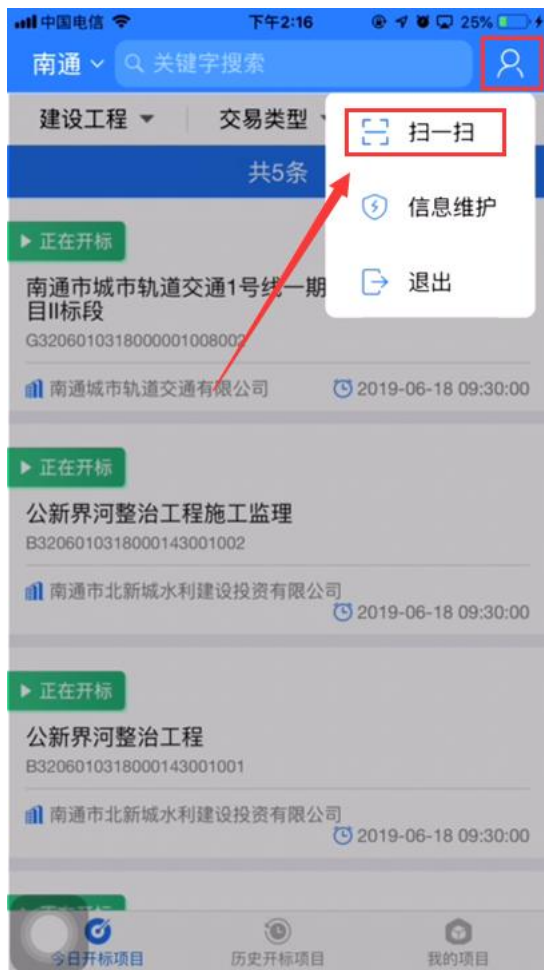 中国电信 下午2:16 25%
南通 关键字搜索
建设工程 交易类型
扫一扫
共5条
信息维护
正在开标
退出
南通市城市轨道交通1号线一期
目II标段
G3206010318000001008002
南通城市轨道交通有限公司 2019-06-18 09:30:00
正在开标
公新界河整治工程施工监理
B3206010318000143001002
南通市北新城水利建设投资有限公司
2019-06-18 09:30:00
正在开标
公新界河整治工程
B3206010318000143001001
南通市北新城水利建设投资有限公司
2019-06-18 09:30:00
今日开标项目 历史开标项目 我的项目